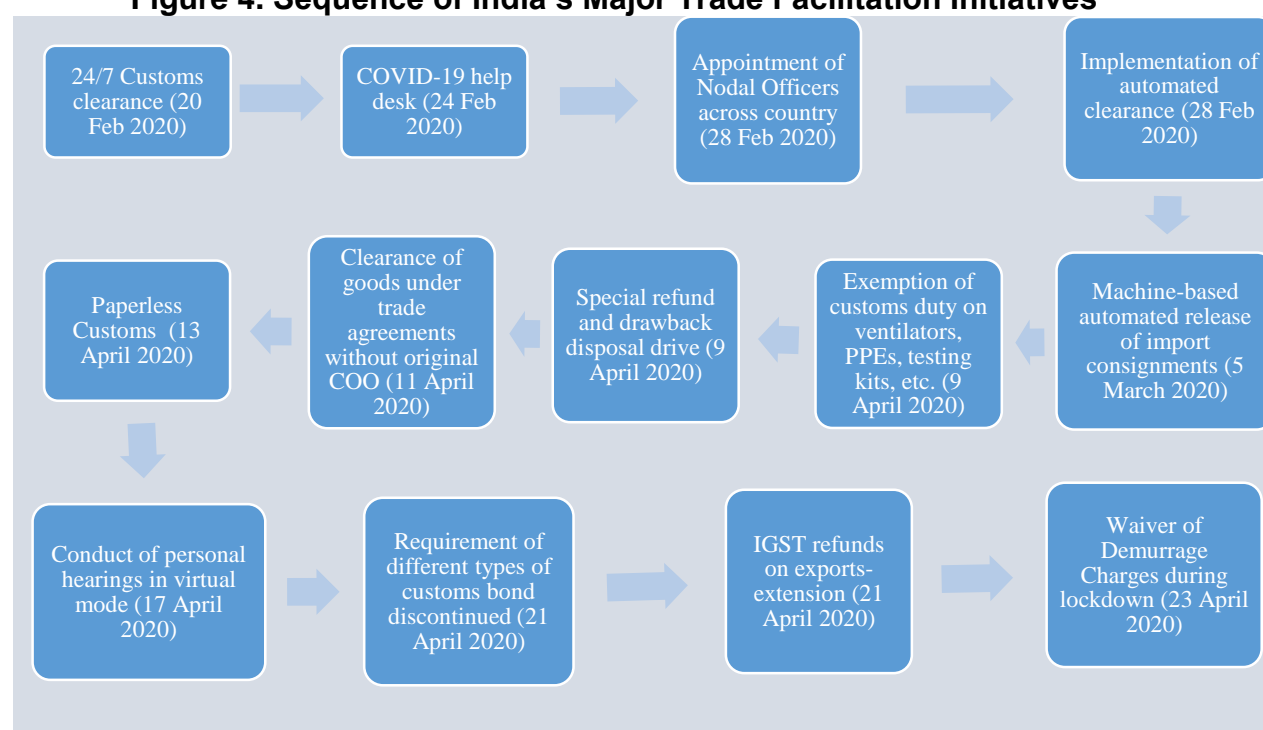 Figure 4: Sequence of India's Major Trade Facilitation Initiatives
24/7 Customs
clearance (20
Feb 2020)
COVID-19 help
desk (24 Feb
2020)
Appointment of
Nodal Officers
across country
(28 Feb 2020)
Implementation of
automated
clearance (28 Feb
2020)
Machine-based
automated release
of import
consignments (5
March 2020)
Exemption of
customs duty on
ventilators,
PPEs, testing
kits, etc. (9
April 2020)
Special refund
and drawback
disposal drive (9
April 2020)
Clearance of
goods under
trade
agreements
without original
COO (11 April
2020)
Paperless
Customs (13
April 2020)
Conduct of personal
hearings in virtual
mode (17 April
2020)
Requirement of
different types of
customs bond
discontinued (21
April 2020)
IGST refunds
on exports-
extension (21
April 2020)
Waiver of
Demurrage
Charges during
lockdown (23 April
2020)